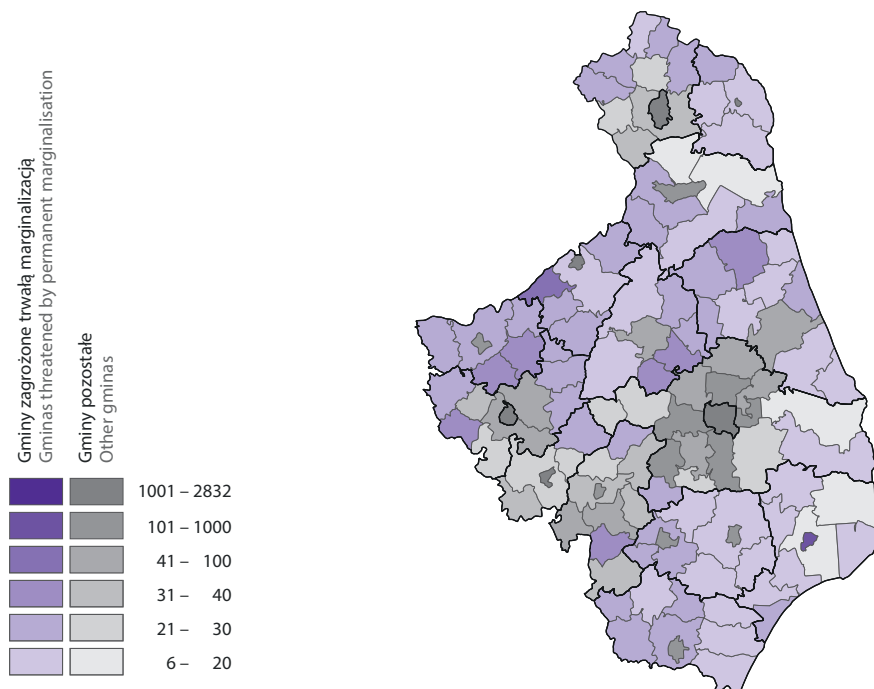 Gminy zagrożone trwałą marginalizacją
Gminas threatened by permanent marginalisation
Gminy pozostałe
Other gminas
1001 – 2832
101 – 1000
41 – 100
31 – 40
21 – 30
6 – 20